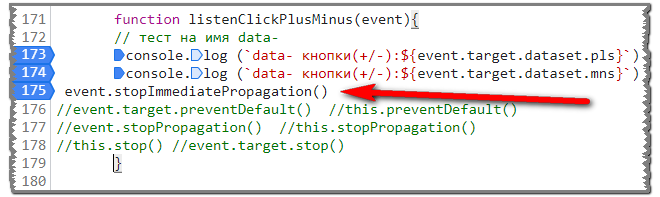 171 function listenClickPlusMinus(event){
172 // тест на имя data-
173 console.log (`data- кнопки(+/-):${event.target.dataset.pls}`)
174 console.log (`data- кнопки(+/-):${event.target.dataset.mns}`)
175 event.stopImmediatePropagation()
176 //event.target.preventDefault() //this.preventDefault()
177 //event.stopPropagation() //this.stopPropagation()
178 //this.stop() //event.target.stop()
179 }
180